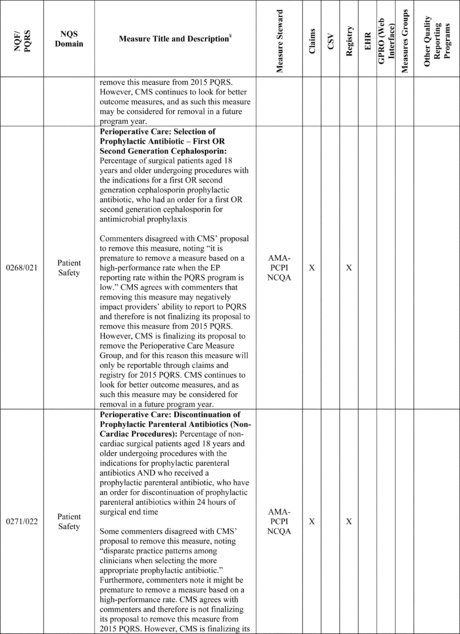 NQF/
PQRS
NQS
Domain
Measure Title and Description¥
Measure Steward
Claims
CSV
Registry
EHR
GPRO (Web
Interface)
Measures Groups
Other Quality
Reporting
Programs
remove this measure from 2015 PQRS.
However, CMS continues to look for better
outcome measures, and as such this measure
may be considered for removal in a future
program year.
0268/021
Patient
Safety
Perioperative Care: Selection of
Prophylactic Antibiotic – First OR
Second Generation Cephalosporin:
Percentage of surgical patients aged 18
years and older undergoing procedures with
the indications for a first OR second
generation cephalosporin prophylactic
antibiotic, who had an order for a first OR
second generation cephalosporin for
antimicrobial prophylaxis
Commenters disagreed with CMS’ proposal
to remove this measure, noting “it is
premature to remove a measure based on a
high-performance rate when the EP
reporting rate within the PQRS program is
low.” CMS agrees with commenters that
removing this measure may negatively
impact providers’ ability to report to PQRS
and therefore is not finalizing its proposal to
remove this measure from 2015 PQRS.
However, CMS is finalizing its proposal to
remove the Perioperative Care Measure
Group, and for this reason this measure will
only be reportable through claims and
registry for 2015 PQRS. CMS continues to
look for better outcome measures, and as
such this measure may be considered for
removal in a future program year.
AMA-
PCPI
NCQA
X
X
0271/022
Patient
Safety
Perioperative Care: Discontinuation of
Prophylactic Parenteral Antibiotics (Non-
Cardiac Procedures): Percentage of non-
cardiac surgical patients aged 18 years and
older undergoing procedures with the
indications for prophylactic parenteral
antibiotics AND who received a
prophylactic parenteral antibiotic, who have
an order for discontinuation of prophylactic
parenteral antibiotics within 24 hours of
surgical end time
Some commenters disagreed with CMS’
proposal to remove this measure, noting
“disparate practice patterns among
clinicians when selecting the more
appropriate prophylactic antibiotic.”
Furthermore, commenters note it might be
premature to remove a measure based on a
high-performance rate. CMS agrees with
commenters and therefore is not finalizing
its proposal to remove this measure from
2015 PQRS. However, CMS is finalizing its
AMA-
PCPI
NCQA
X
X